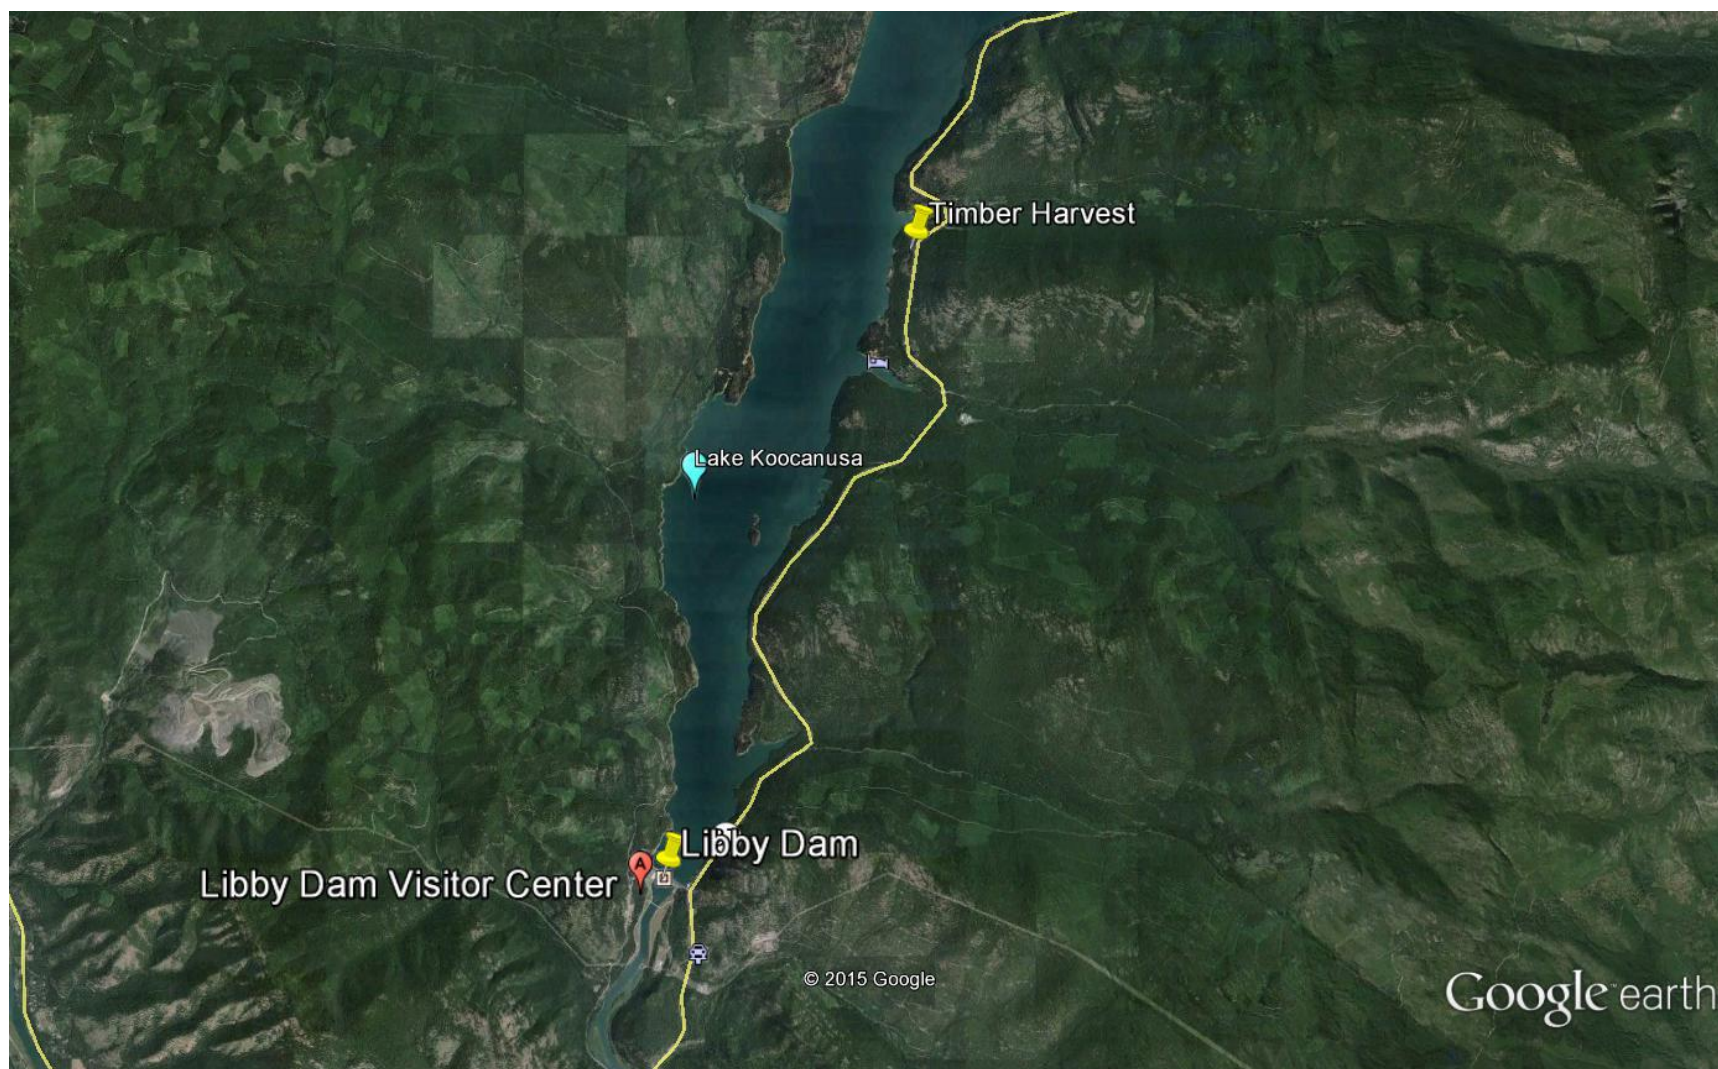 Timber Harvest
Lake Koocanusa
Libby Dam
A
Libby Dam Visitor Center
© 2015 Google
Google earth